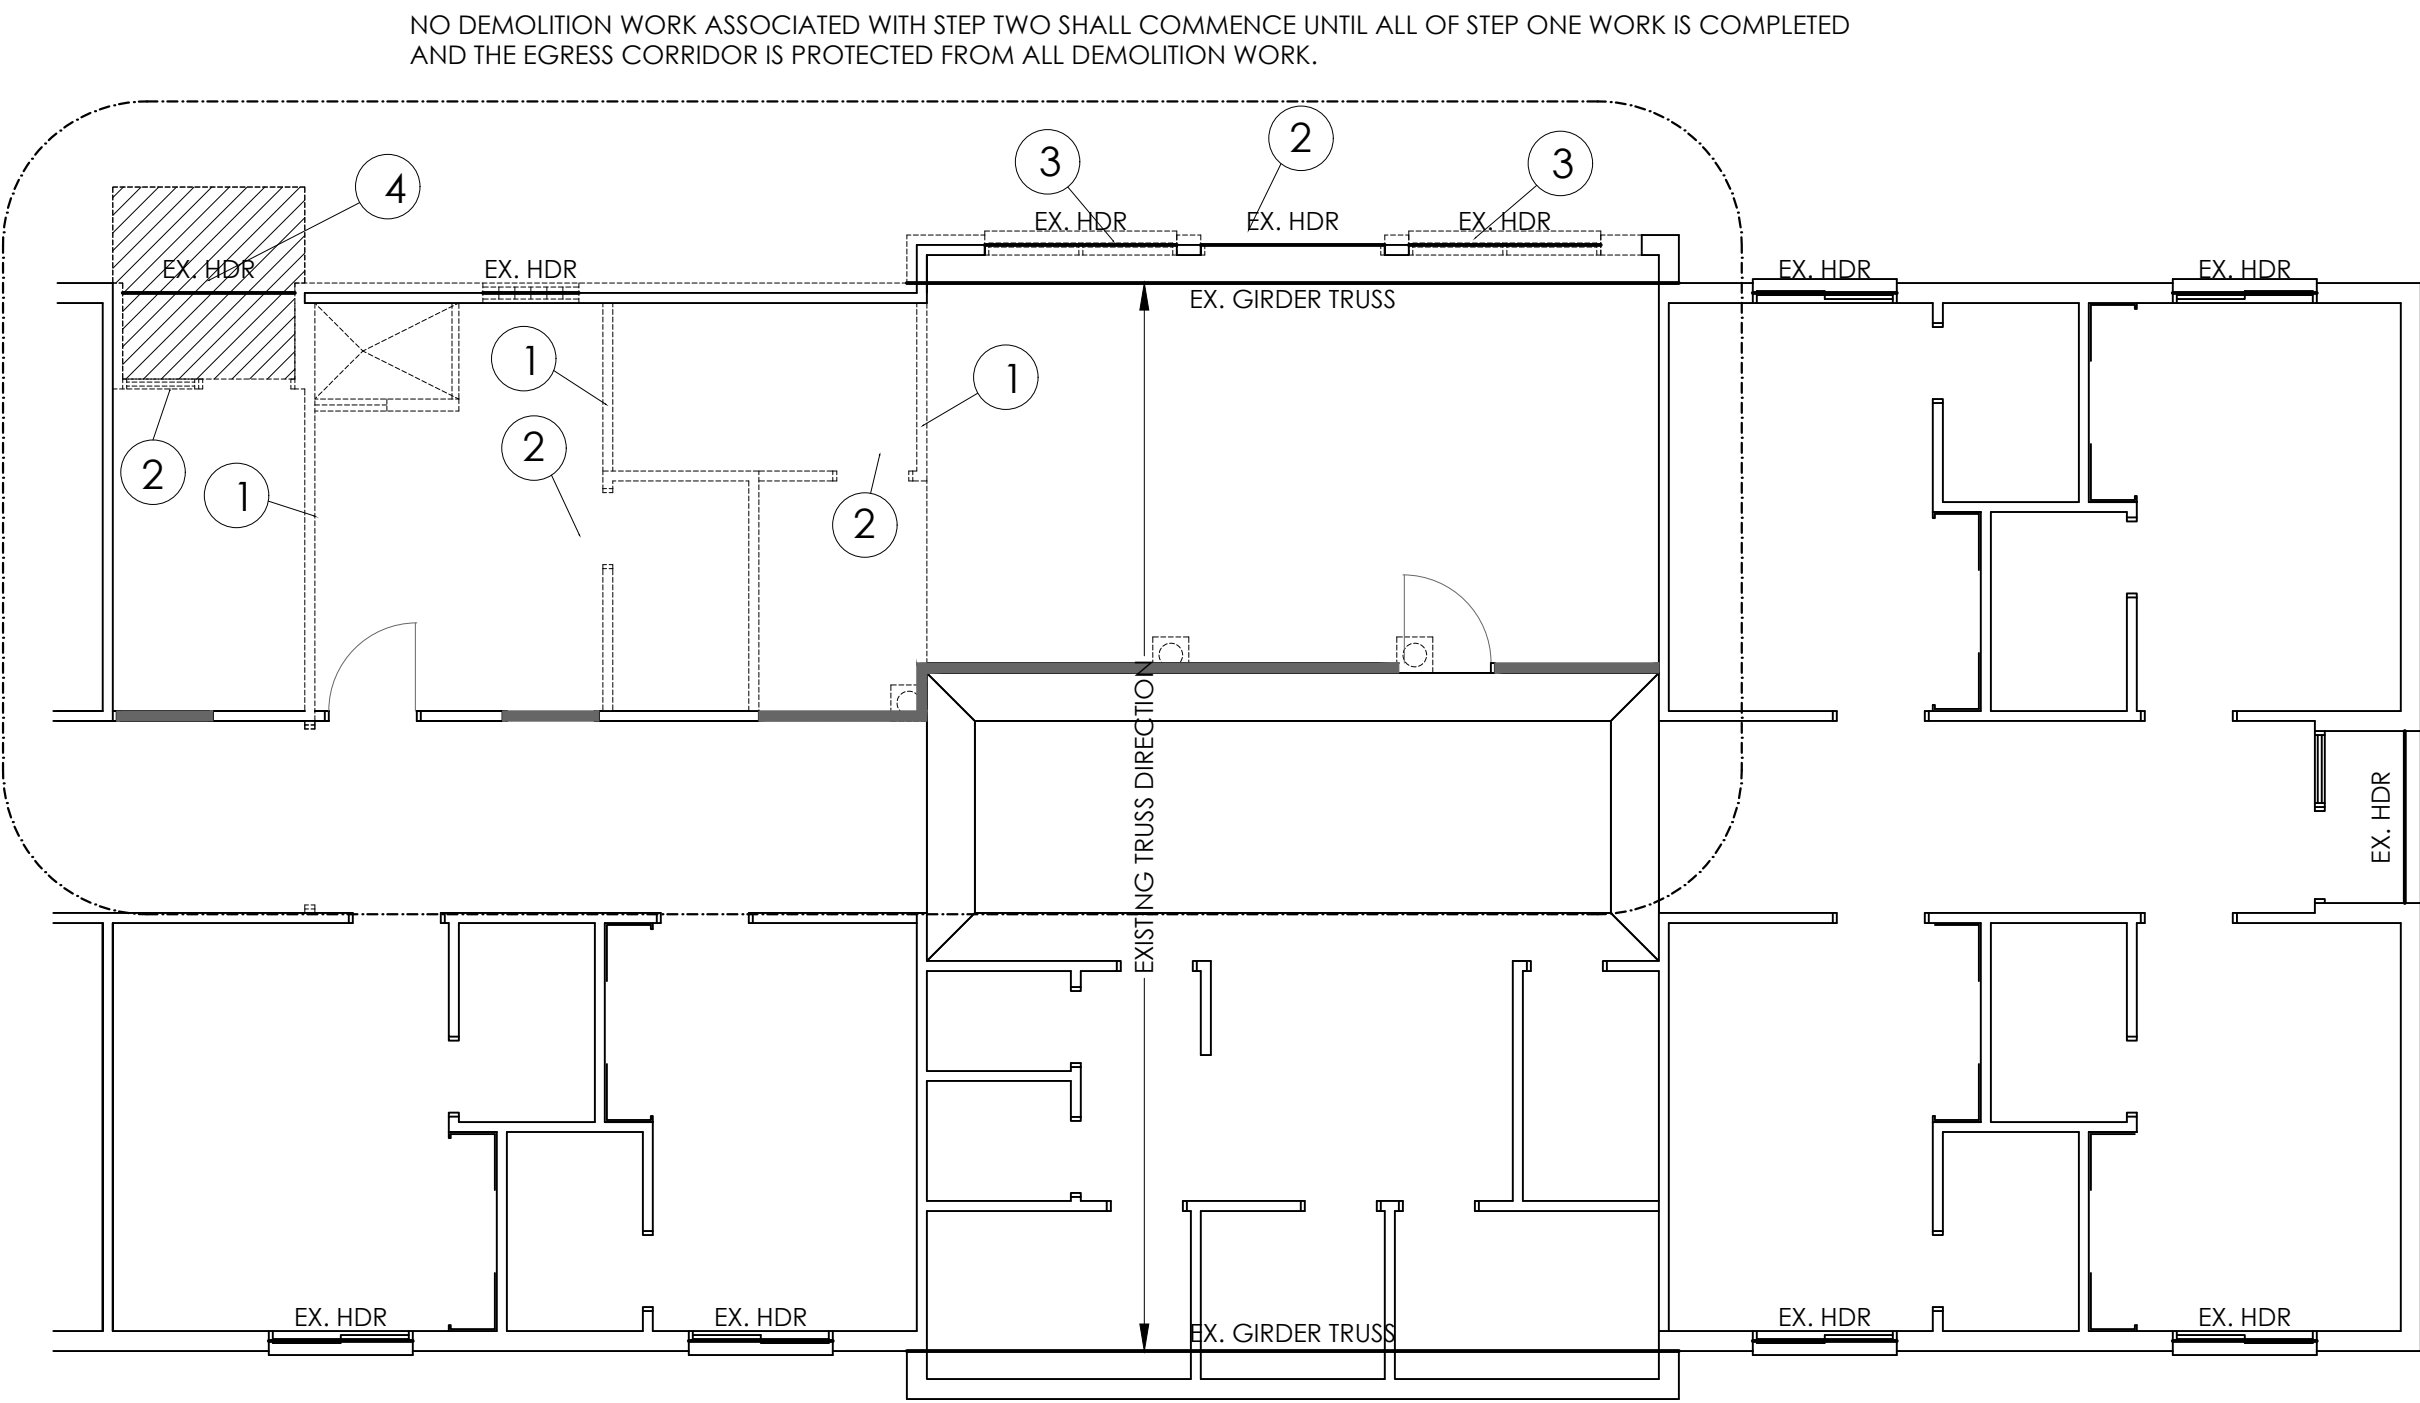 NO DEMOLITION WORK ASSOCIATED WITH STEP TWO SHALL COMMENCE UNTIL ALL OF STEP ONE WORK IS COMPLETED
AND THE EGRESS CORRIDOR IS PROTECTED FROM ALL DEMOLITION WORK.
2
3
3
4
EX. HDR
EX. HDR
EX. HDR
EX. HDR
EX. HDR
EX. HDR
EX. HDR
EX. GIRDER TRUSS
1
1
2
2
1
2
EXISTING TRUSS DIRECTION
EX. HDR
EX. HDR
EX. HDR
EX. HDR
EX. HDR
EX. GIRDER TRUSS